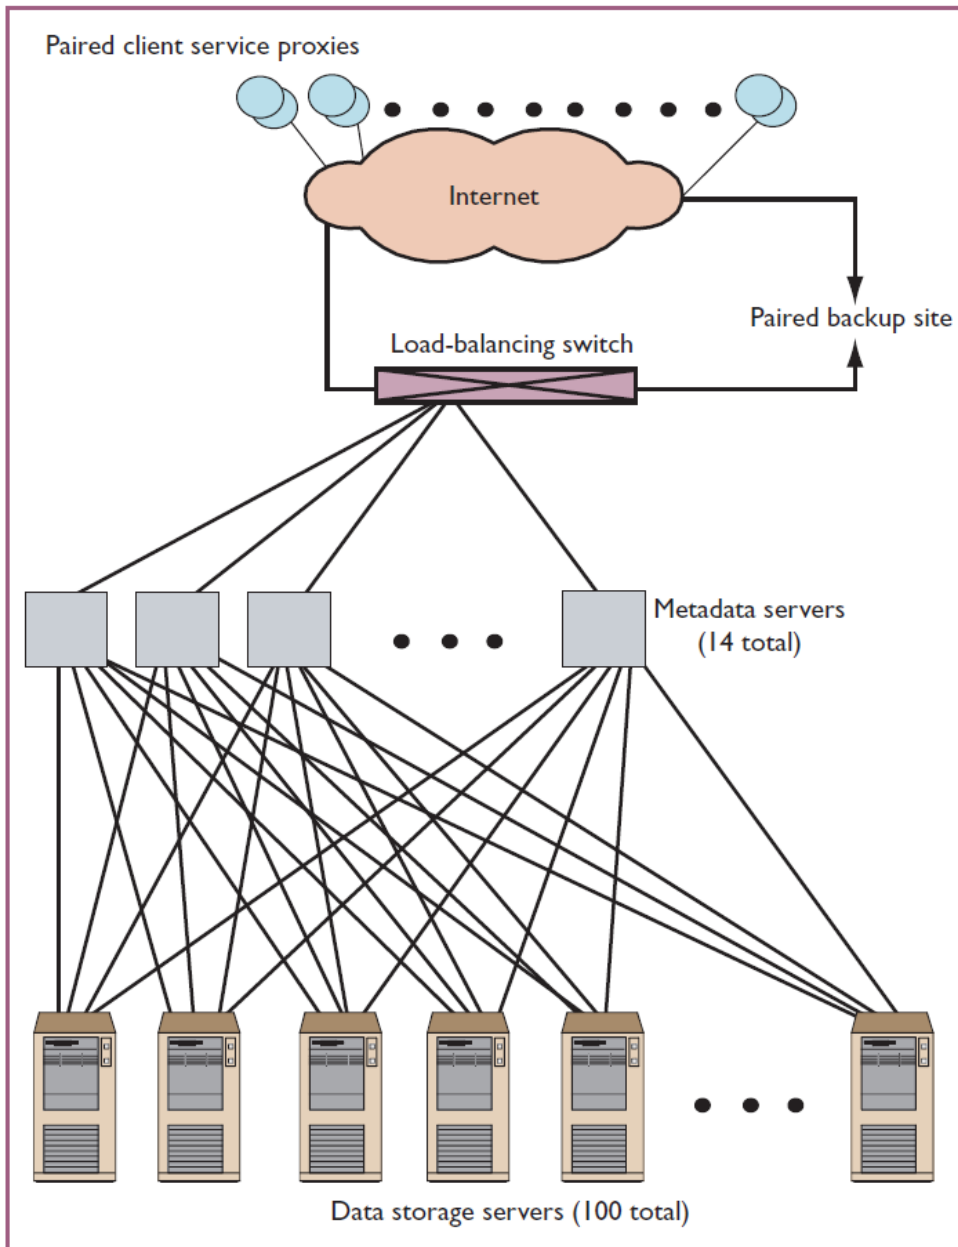 Paired client service proxies
Internet
Paired backup site
Load-balancing switch
Metadata servers
(14 total)
Data storage servers (100 total)